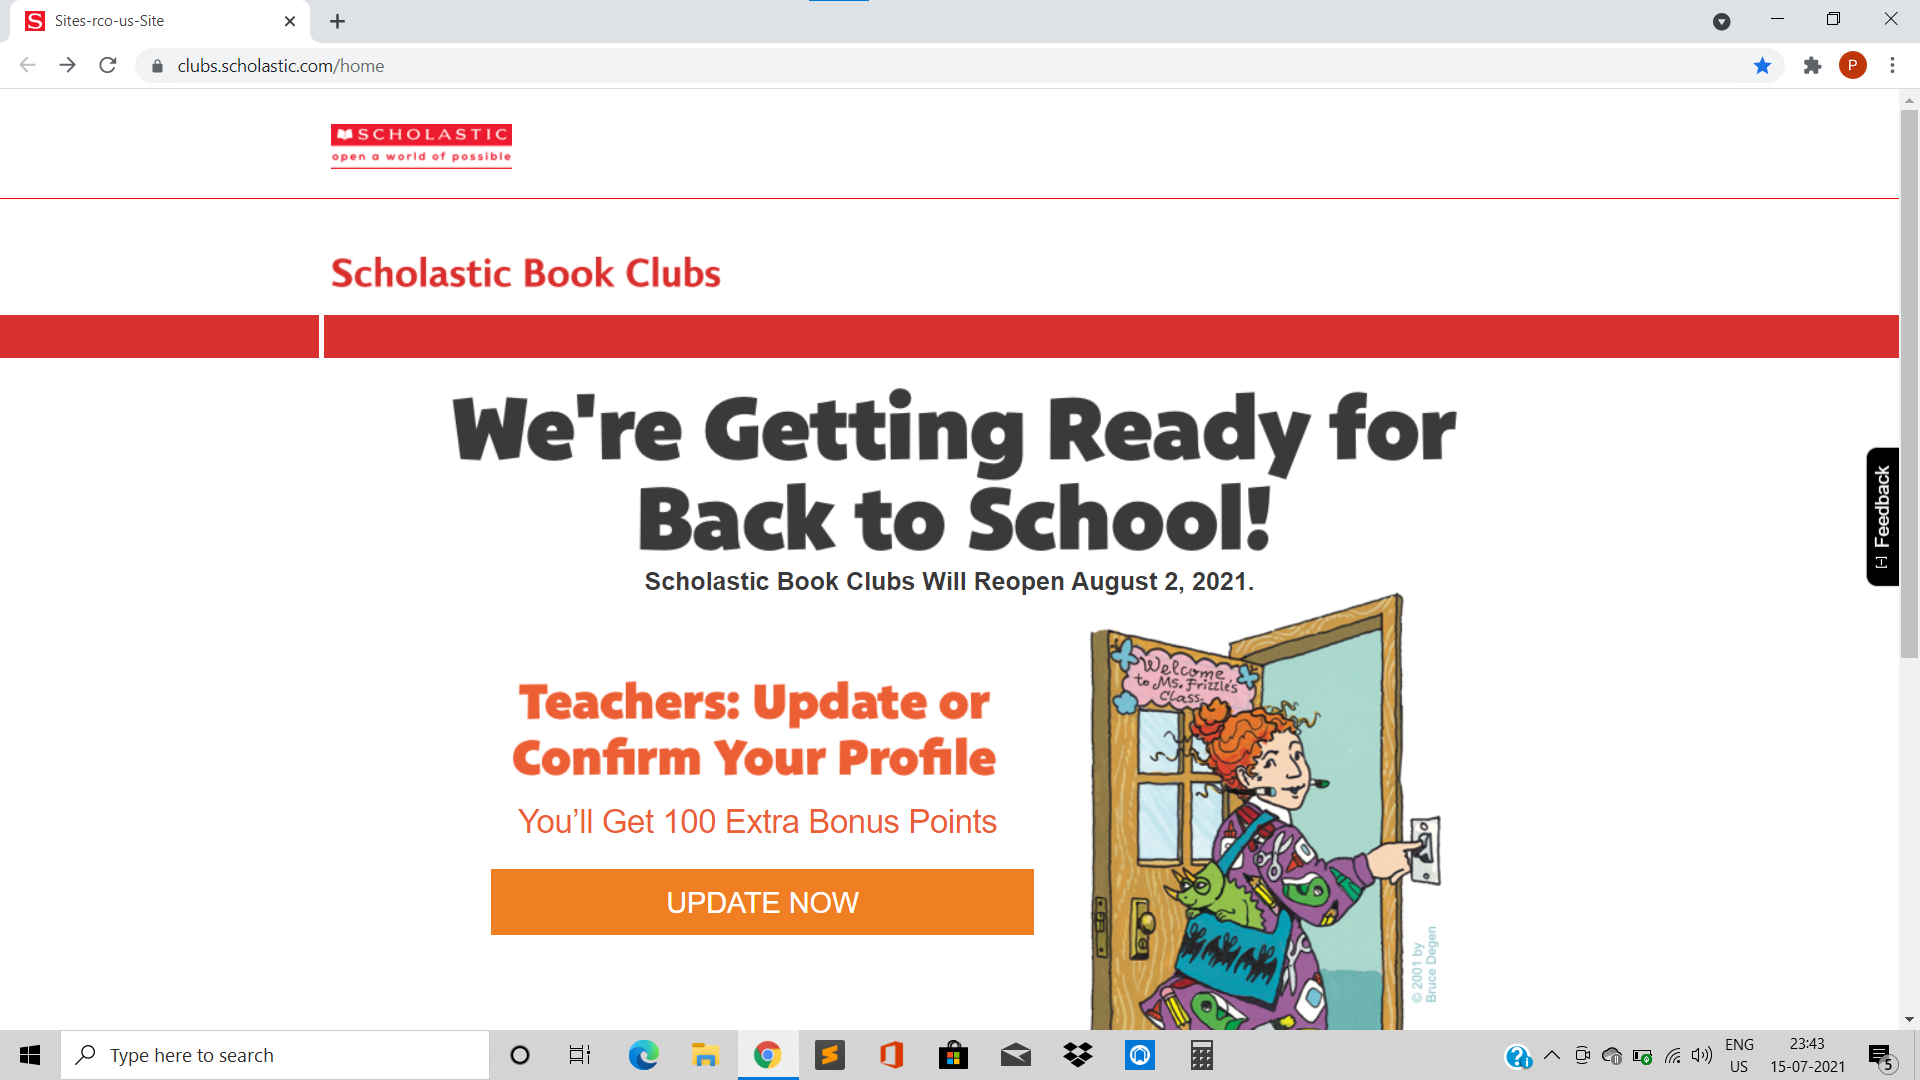 Sites-rco-us-Site
clubs.scholastic.com/home
P
SCHOLASTIC
open a world of possible
Scholastic Book Clubs
We're Getting Ready for
Back to School!
Scholastic Book Clubs Will Reopen August 2, 2021.
Teachers: Update or
Confirm Your Profile
You'll Get 100 Extra Bonus Points
UPDATE NOW
Welcome
to Ms. Frizzle's
Class.
© 2001 by
Bruce Degen
[-] Feedback
Type here to search
ENG
US
23:43
15-07-2021
5